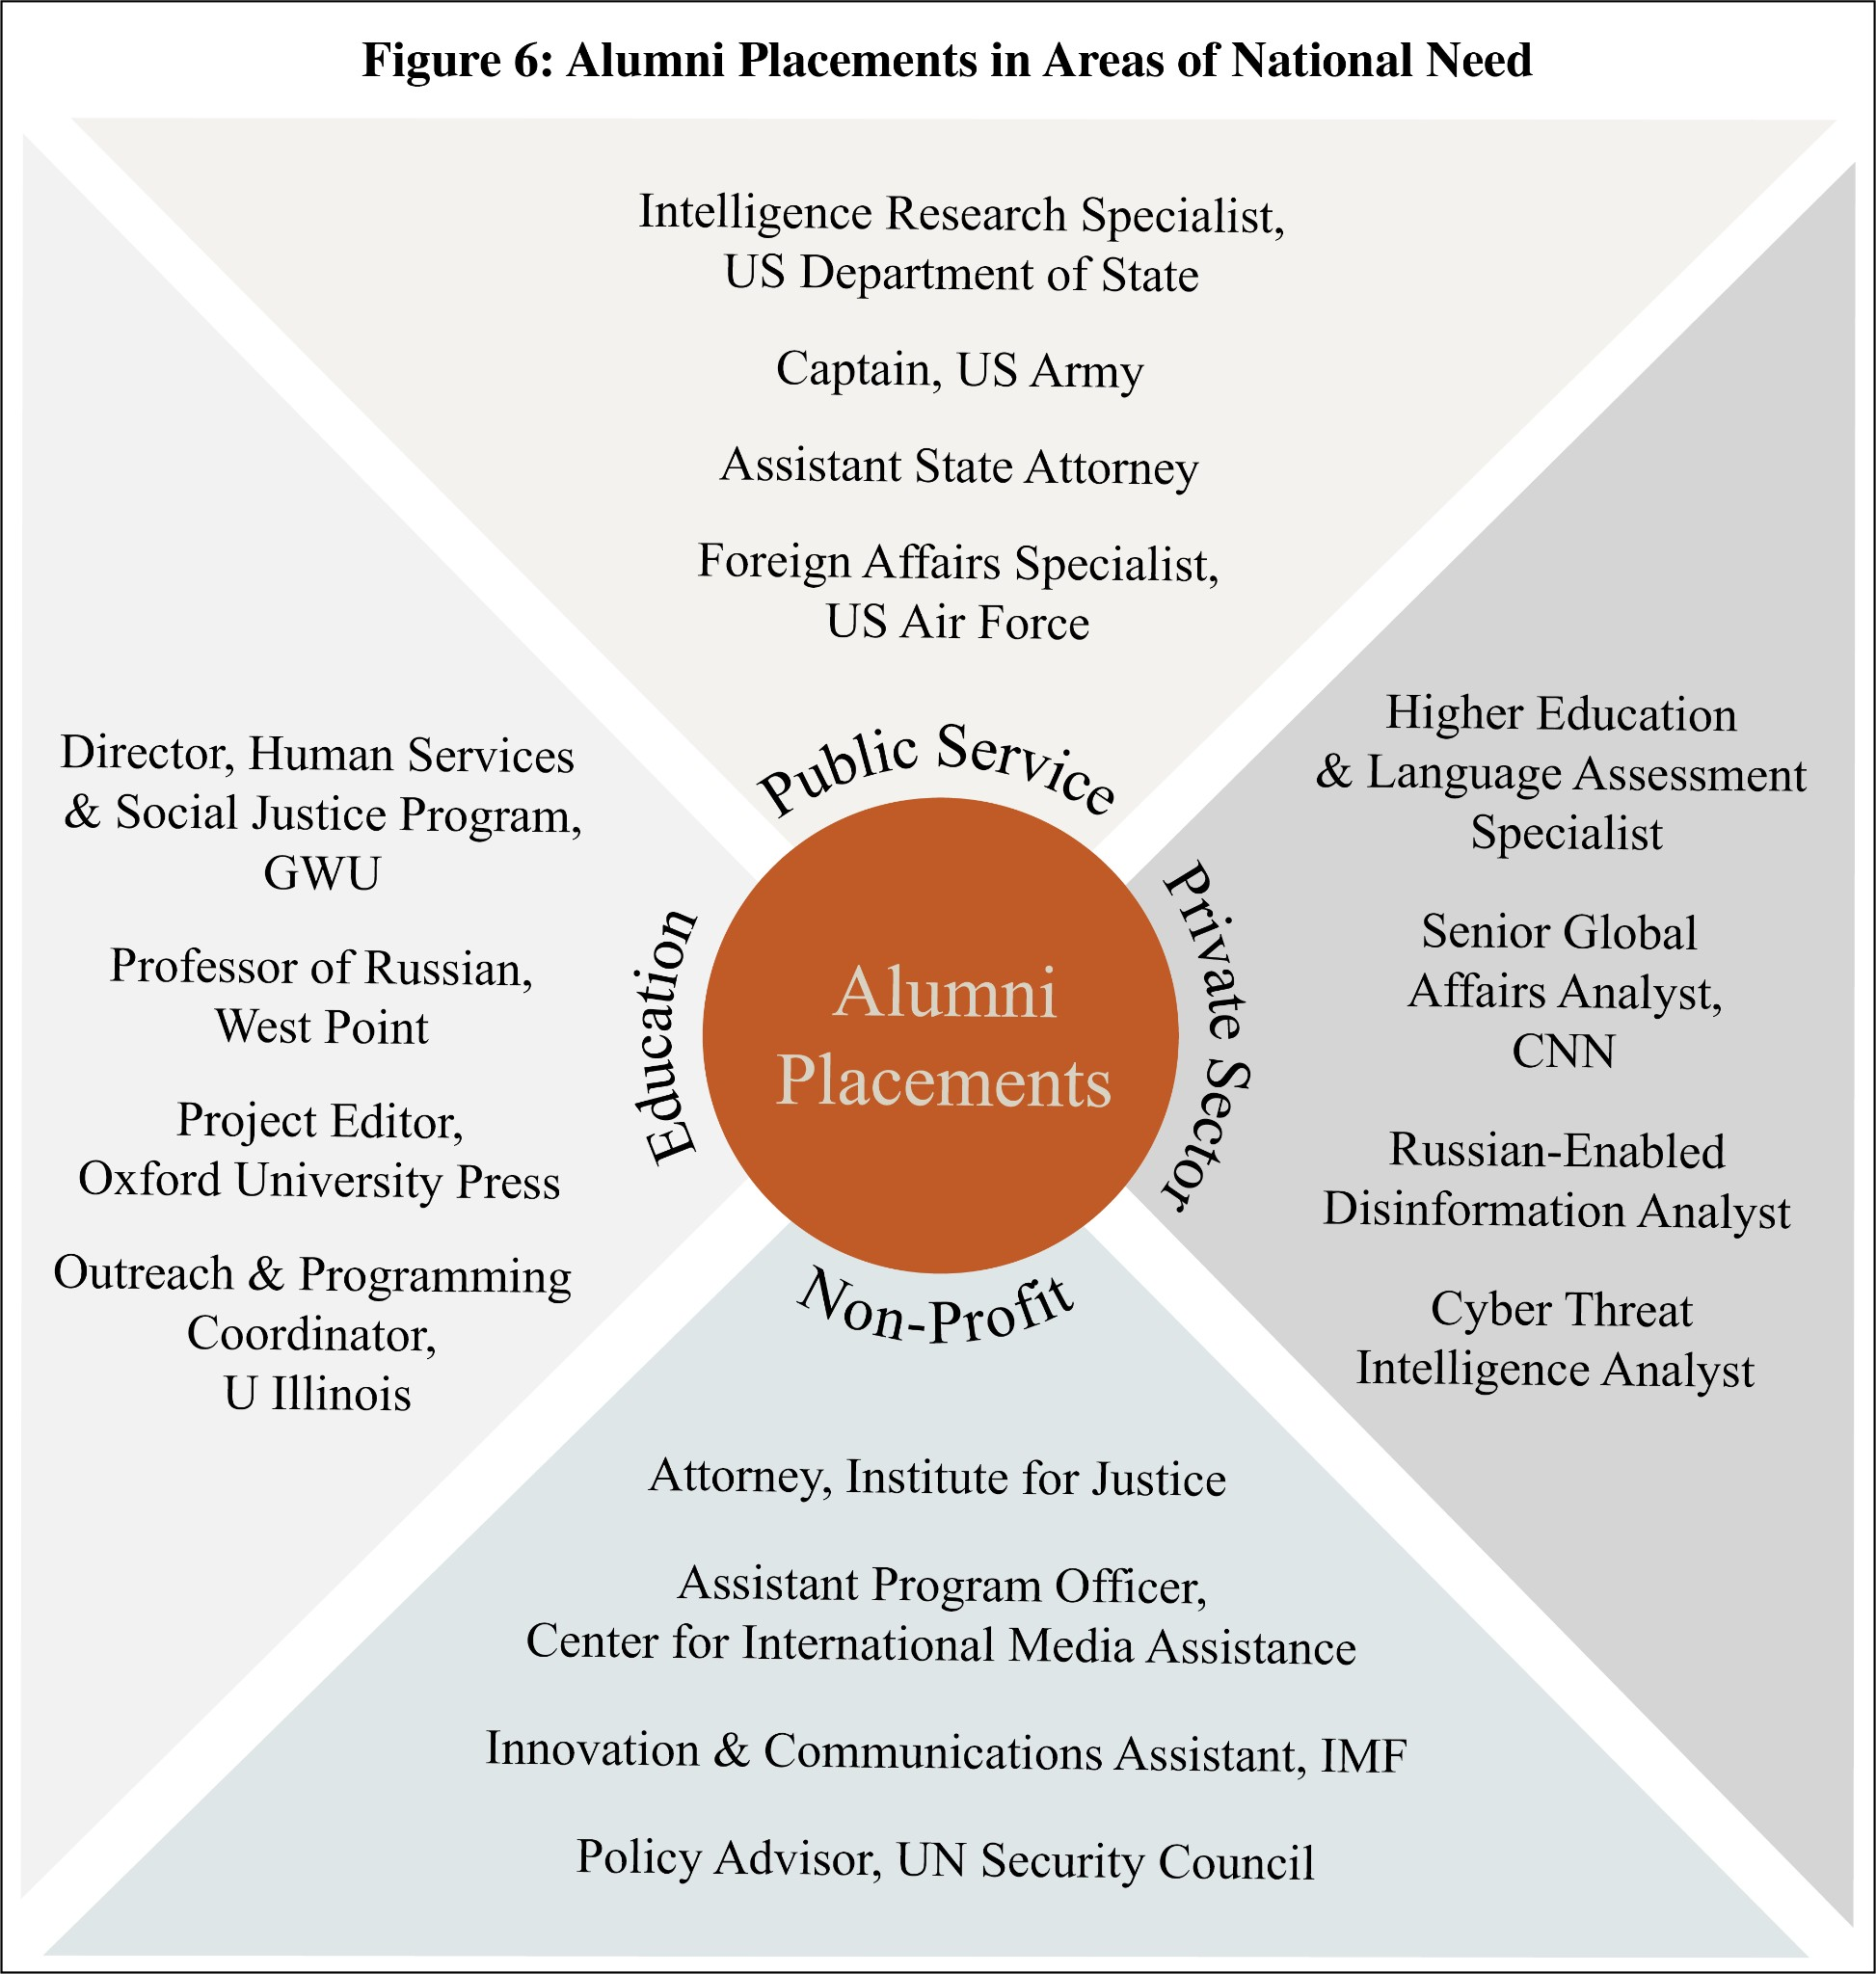 Figure 6: Alumni Placements in Areas of National Need
Intelligence Research Specialist,
US Department of State
Captain, US Army
Assistant State Attorney
Foreign Affairs Specialist,
US Air Force
Public Service
Director, Human Services
& Social Justice Program,
GWU
Professor of Russian,
West Point
Project Editor,
Oxford University Press
Outreach & Programming
Coordinator,
U Illinois
Education
Alumni
Placements
Private Sector
Higher Education
& Language Assessment
Specialist
Senior Global
Affairs Analyst,
CNN
Russian-Enabled
Disinformation Analyst
Cyber Threat
Intelligence Analyst
Non-Profit
Attorney, Institute for Justice
Assistant Program Officer,
Center for International Media Assistance
Innovation & Communications Assistant, IMF
Policy Advisor, UN Security Council